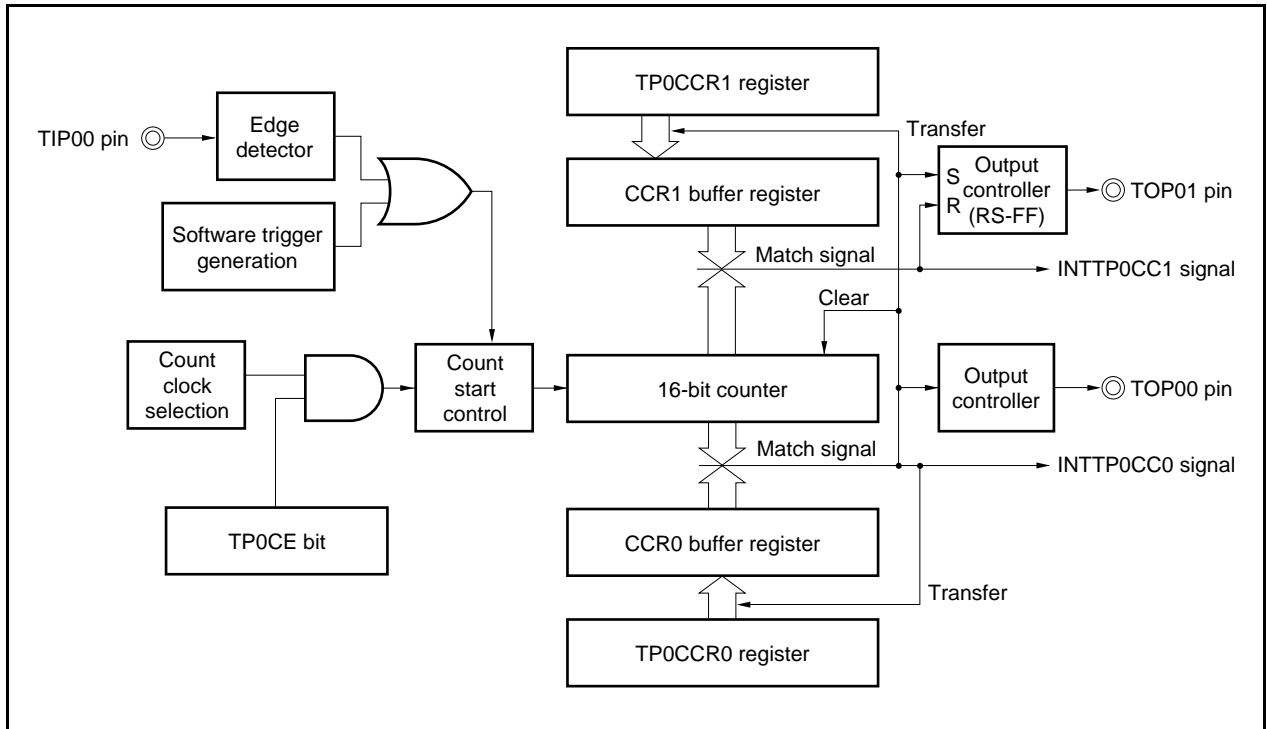 TP0CCR1 register
TIP00 pin
Edge
detector
Transfer
CCR1 buffer register
S
R
Output
controller
(RS-FF)
TOP01 pin
Software trigger
generation
Match signal
INTTP0CC1 signal
Clear
Count
clock
selection
Count
start
control
16-bit counter
Output
controller
TOP00 pin
Match signal
INTTP0CC0 signal
TP0CE bit
CCR0 buffer register
Transfer
TP0CCR0 register